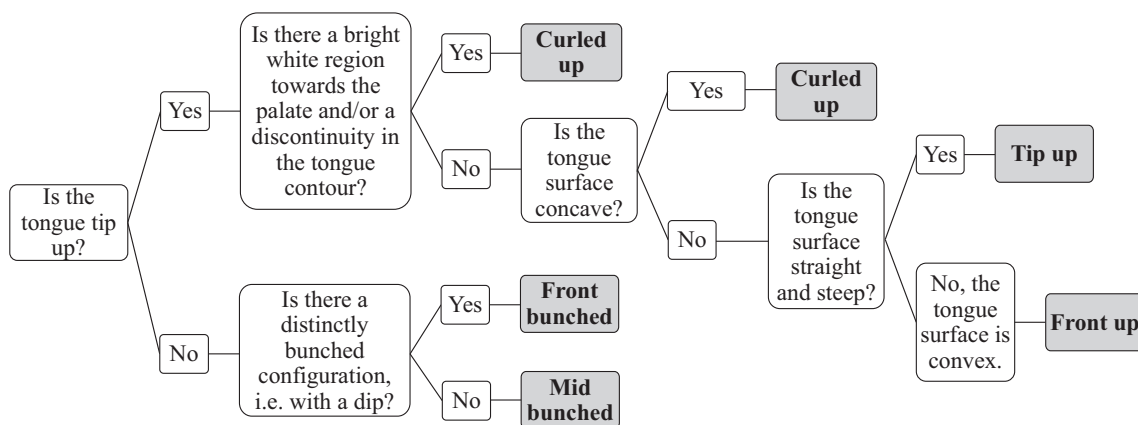 Is the
tongue tip
up?
Yes
Is there a bright
white region
towards the
palate and/or a
discontinuity in
the tongue
contour?
Yes
Curled
up
No
Is the
tongue
surface
concave?
Yes
Curled
up
No
Is the
tongue
surface
straight
and steep?
Yes
Tip up
No, the
tongue
surface is
convex.
Front up
No
Is there a
distinctly
bunched
configuration,
i.e. with a dip?
Yes
Front
bunched
No
Mid
bunched